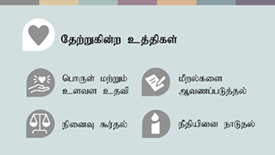 தேற்றுகின்ற உத்திகள்
பொருள் மற்றும்
உளவள உதவி
மீறல்களை
ஆவணப்படுத்தல்
நினைவு கூர்தல்
நீதியினை நாடுதல்